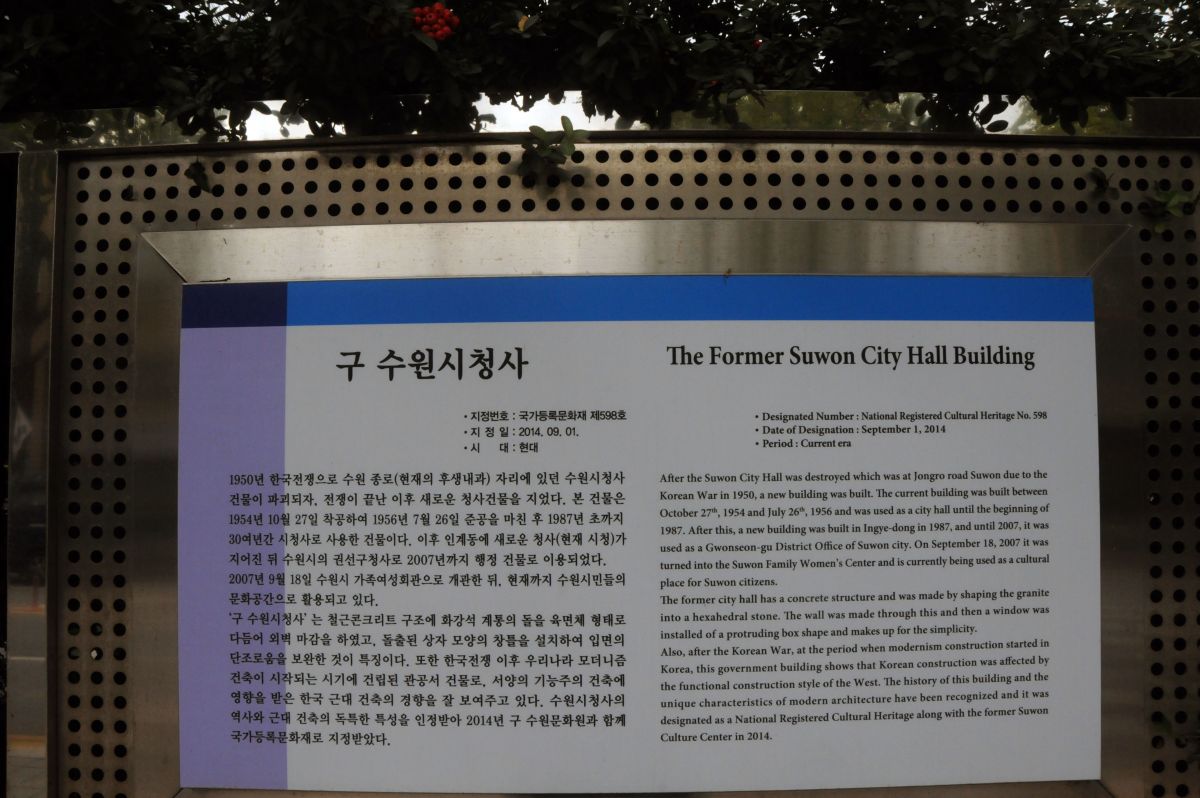 구 수원시청사
• 지정번호 : 국가등록문화재 제598호
• 지 정 일 : 2014. 09. 01.
• 시 대 : 현대
1950년 한국전쟁으로 수원 종로(현재의 후생내과) 자리에 있던 수원시청사
건물이 파괴되자, 전쟁이 끝난 이후 새로운 청사건물을 지었다. 본 건물은
1954년 10월 27일 착공하여 1956년 7월 26일 준공을 마친 후 1987년 초까지
30여년간 시청사로 사용한 건물이다. 이후 인계동에 새로운 청사(현재 시청)가
지어진 뒤 수원시의 권선구청사로 2007년까지 행정 건물로 이용되었다.
2007년 9월 18일 수원시 가족여성회관으로 개관한 뒤, 현재까지 수원시민들의
문화공간으로 활용되고 있다.
‘구 수원시청사’ 는 철근콘크리트 구조에 화강석 계통의 돌을 육면체 형태로
다듬어 외벽 마감을 하였고, 돌출된 상자 모양의 창틀을 설치하여 입면의
단조로움을 보완한 것이 특징이다. 또한 한국전쟁 이후 우리나라 모더니즘
건축이 시작되는 시기에 건립된 관공서 건물로, 서양의 기능주의 건축에
영향을 받은 한국 근대 건축의 경향을 잘 보여주고 있다. 수원시청사의
역사와 근대 건축의 독특한 특성을 인정받아 2014년 구 수원문화원과 함께
국가등록문화재로 지정받았다.
The Former Suwon City Hall Building
• Designated Number : National Registered Cultural Heritage No. 598
• Date of Designation : September 1, 2014
• Period : Current era
After the Suwon City Hall was destroyed which was at Jongro road Suwon due to the
Korean War in 1950, a new building was built. The current building was built between
October 27th, 1954 and July 26th, 1956 and was used as a city hall until the beginning of
1987. After this, a new building was built in Ingye-dong in 1987, and until 2007, it was
used as a Gwonseon-gu District Office of Suwon city. On September 18, 2007 it was
turned into the Suwon Family Women's Center and is currently being used as a cultural
place for Suwon citizens.
The former city hall has a concrete structure and was made by shaping the granite
into a hexahedral stone. The wall was made through this and then a window was
installed of a protruding box shape and makes up for the simplicity.
Also, after the Korean War, at the period when modernism construction started in
Korea, this government building shows that Korean construction was affected by
the functional construction style of the West. The history of this building and the
unique characteristics of modern architecture have been recognized and it was
designated as a National Registered Cultural Heritage along with the former Suwon
Culture Center in 2014.